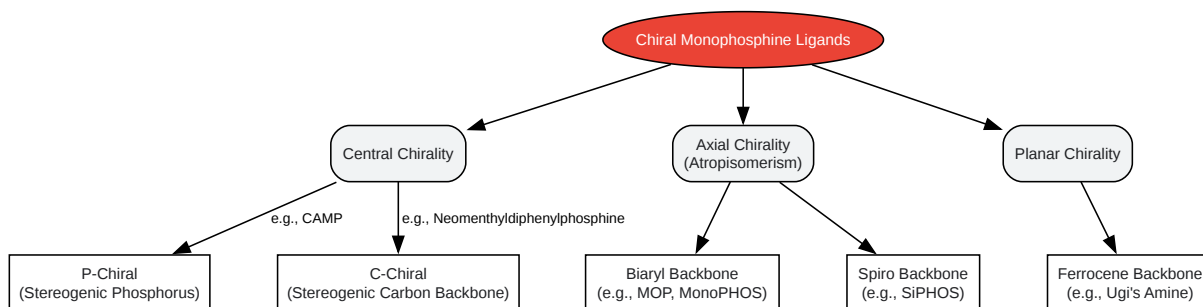 Chiral Monophosphine Ligands
Central Chirality
Axial Chirality
(Atropisomerism)
Planar Chirality
e.g., CAMP
e.g., Neomenthyldiphenylphosphine
P-Chiral
(Stereogenic Phosphorus)
C-Chiral
(Stereogenic Carbon Backbone)
Biaryl Backbone
(e.g., MOP, MonoPHOS)
Spiro Backbone
(e.g., SiPHOS)
Ferrocene Backbone
(e.g., Ugi's Amine)